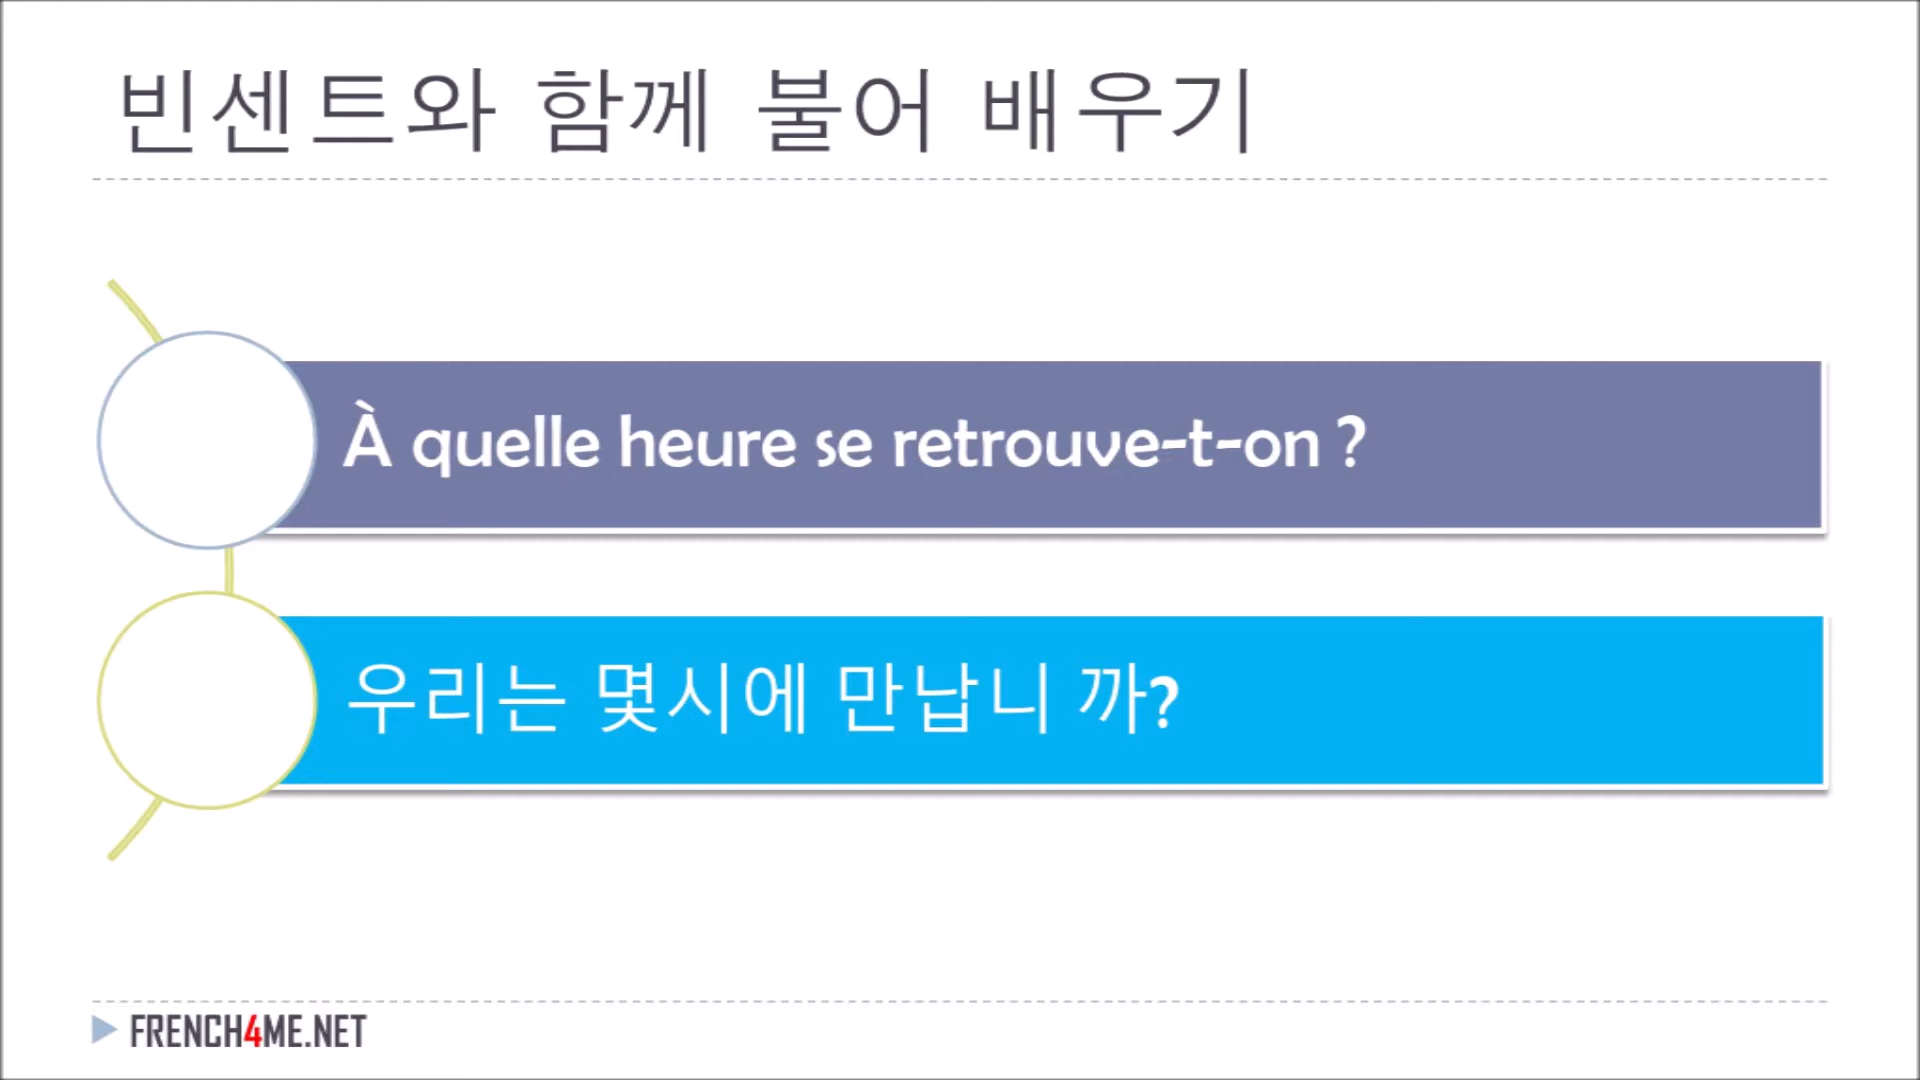 빈센트와 함께 불어 배우기
À quelle heure se retrouve-t-on ?
우리는 몇시에 만납니 까?
FRENCH4ME.NET